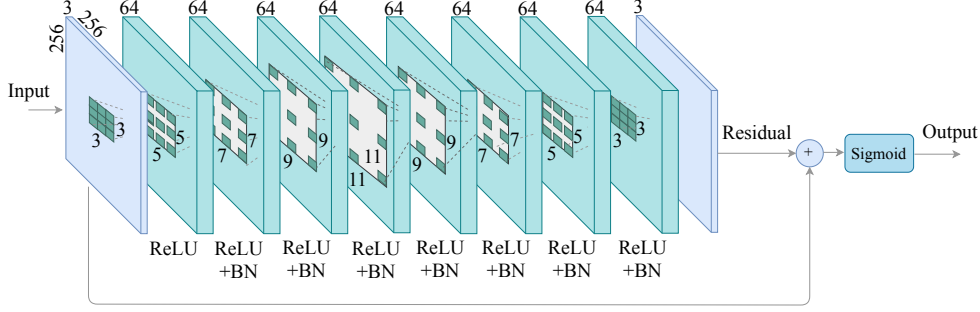 3 64 64 64 64 64 64 64 64 3
256
256
Input
3 3
5 5
7 7
9 9
11 11
9 9
7 7
5 5
3 3
Residual
+
Sigmoid
Output
ReLU
ReLU
+BN
ReLU
+BN
ReLU
+BN
ReLU
+BN
ReLU
+BN
ReLU
+BN
ReLU
+BN